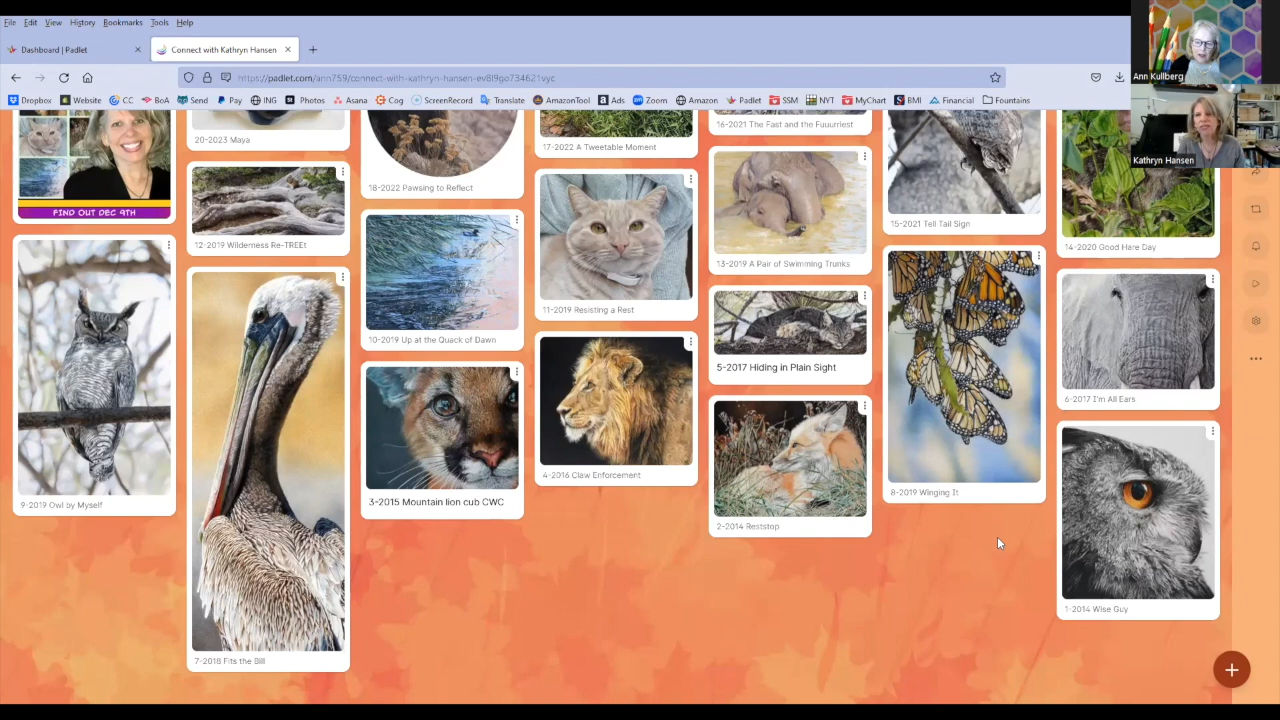 File Edit View History Bookmarks Tools Help
Dashboard | Padlet
Connect with Kathryn Hansen
https://padlet.com/ann759/connect-with-kathryn-hansen-ev8l9go734621vyc
Dropbox Website CC BoA Send Pay ING Photos Asana Cog ScreenRecord Translate AmazonTool Ads Zoom Amazon Padlet SSM NYT MyChart BMI Financial Fountains
Ann Kullberg
Kathryn Hansen
FIND OUT DEC 9TH
9-2019 Owl by Myself
20-2023 Maya
12-2019 Wilderness Re-TREEt
7-2018 Fits the Bill
18-2022 Pawsing to Reflect
10-2019 Up at the Quack of Dawn
3-2015 Mountain lion cub CWC
17-2022 A Tweetable Moment
11-2019 Resisting a Rest
4-2016 Claw Enforcement
16-2021 The Fast and the Fuuurriest
13-2019 A Pair of Swimming Trunks
5-2017 Hiding in Plain Sight
2-2014 Reststop
15-2021 Tell Tail Sign
8-2019 Winging It
14-2020 Good Hare Day
6-2017 I'm All Ears
1-2014 Wise Guy